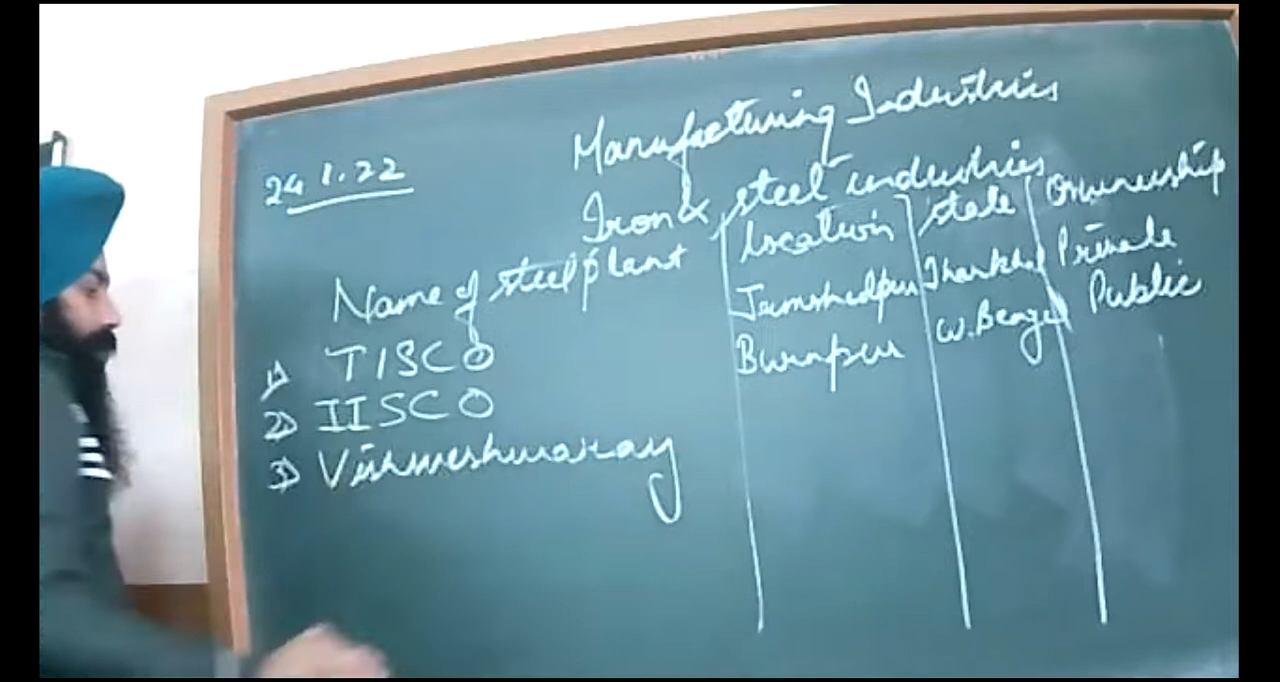 24.1.22
Manufacturing Industries
Iron & steel industries
Name of steel plant Location State Ownership
1) TISCO Jamshedpur Jharkhand Private
2) IISCO Burnpur W. Bengal Public
3) Vishweshwaray